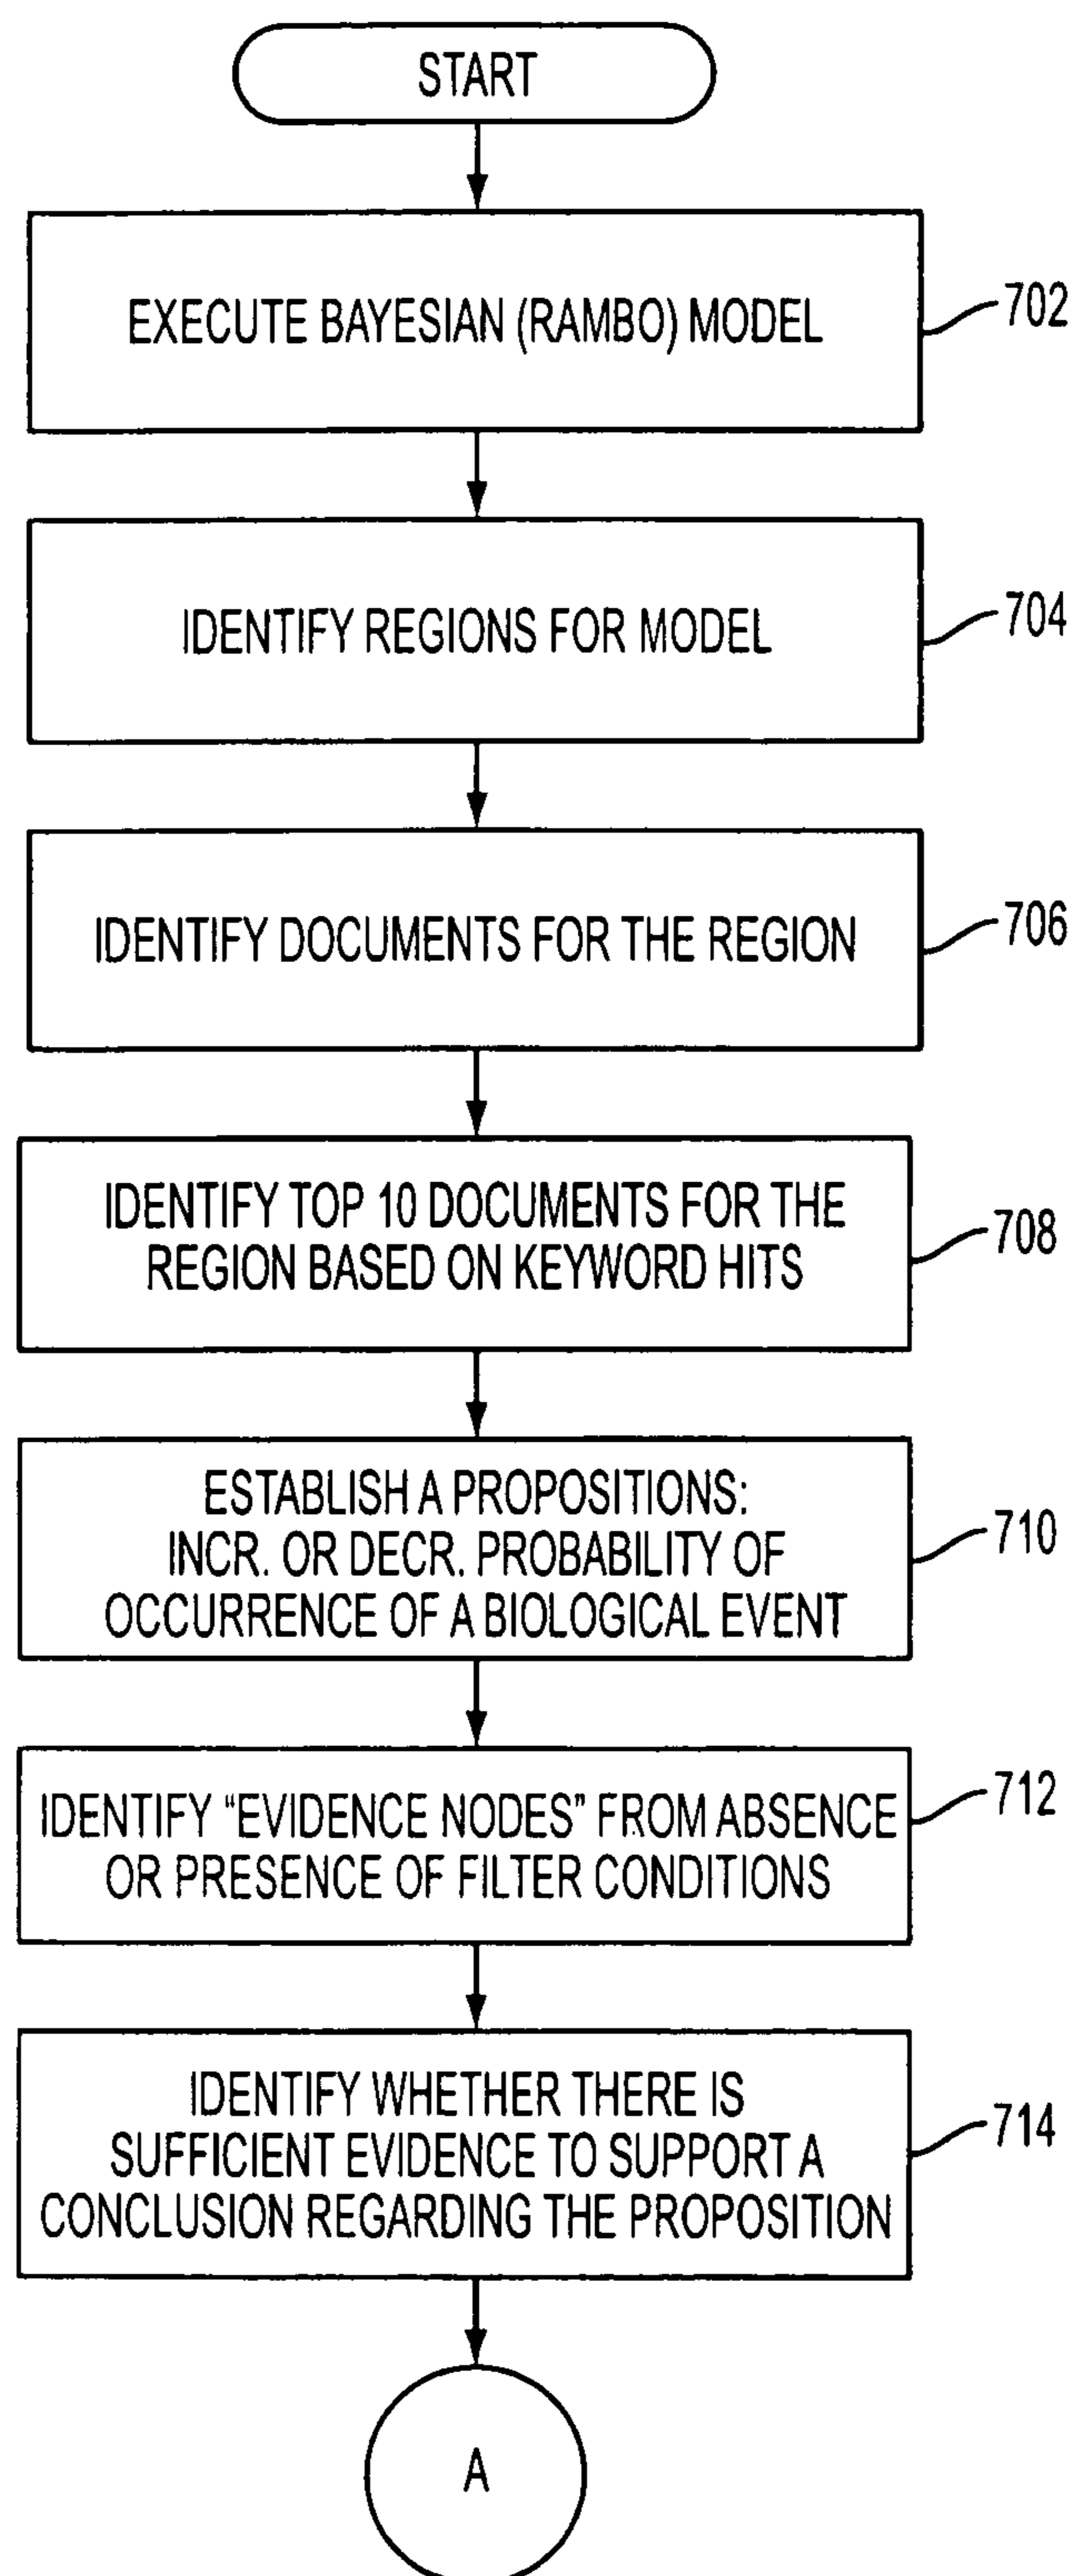 START
EXECUTE BAYESIAN (RAMBO) MODEL
702
IDENTIFY REGIONS FOR MODEL
704
IDENTIFY DOCUMENTS FOR THE REGION
706
IDENTIFY TOP 10 DOCUMENTS FOR THE
REGION BASED ON KEYWORD HITS
708
ESTABLISH A PROPOSITIONS:
INCR. OR DECR. PROBABILITY OF
OCCURRENCE OF A BIOLOGICAL EVENT
710
IDENTIFY “EVIDENCE NODES” FROM ABSENCE
OR PRESENCE OF FILTER CONDITIONS
712
IDENTIFY WHETHER THERE IS
SUFFICIENT EVIDENCE TO SUPPORT A
CONCLUSION REGARDING THE PROPOSITION
714
A